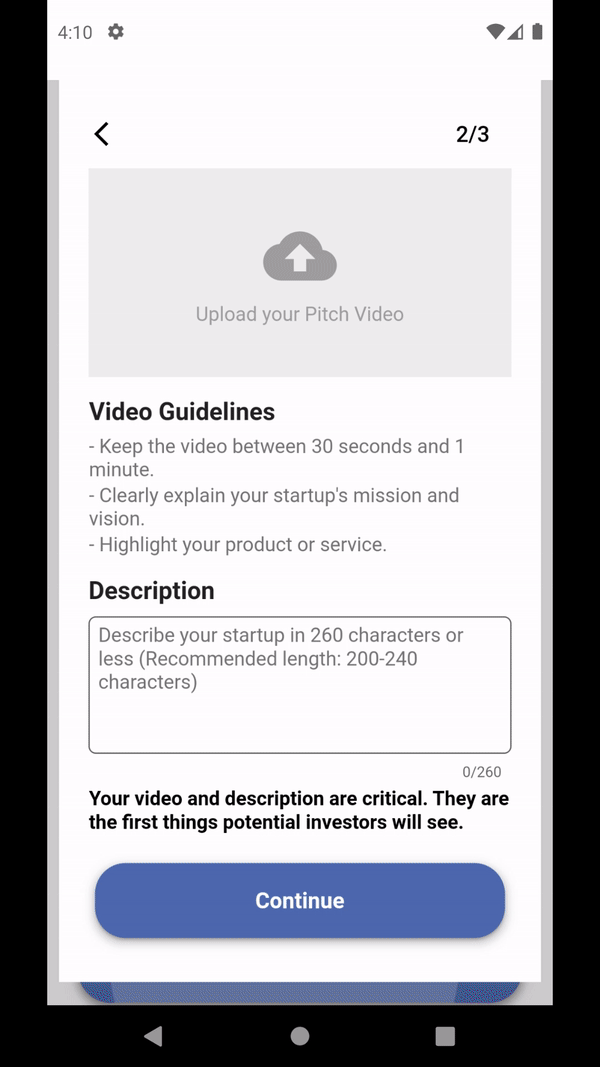 4:10
2/3
Upload your Pitch Video
Video Guidelines
- Keep the video between 30 seconds and 1
minute.
- Clearly explain your startup's mission and
vision.
- Highlight your product or service.
Description
Describe your startup in 260 characters or
less (Recommended length: 200-240
characters)
0/260
Your video and description are critical. They are
the first things potential investors will see.
Continue